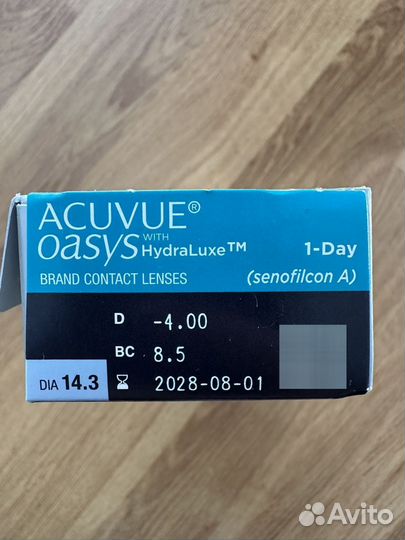 ACUVUE®
oasys WITH HydraLuxe™ 1-Day
BRAND CONTACT LENSES (senofilcon A)
D -4.00
BC 8.5
DIA 14.3 2028-08-01
Avito